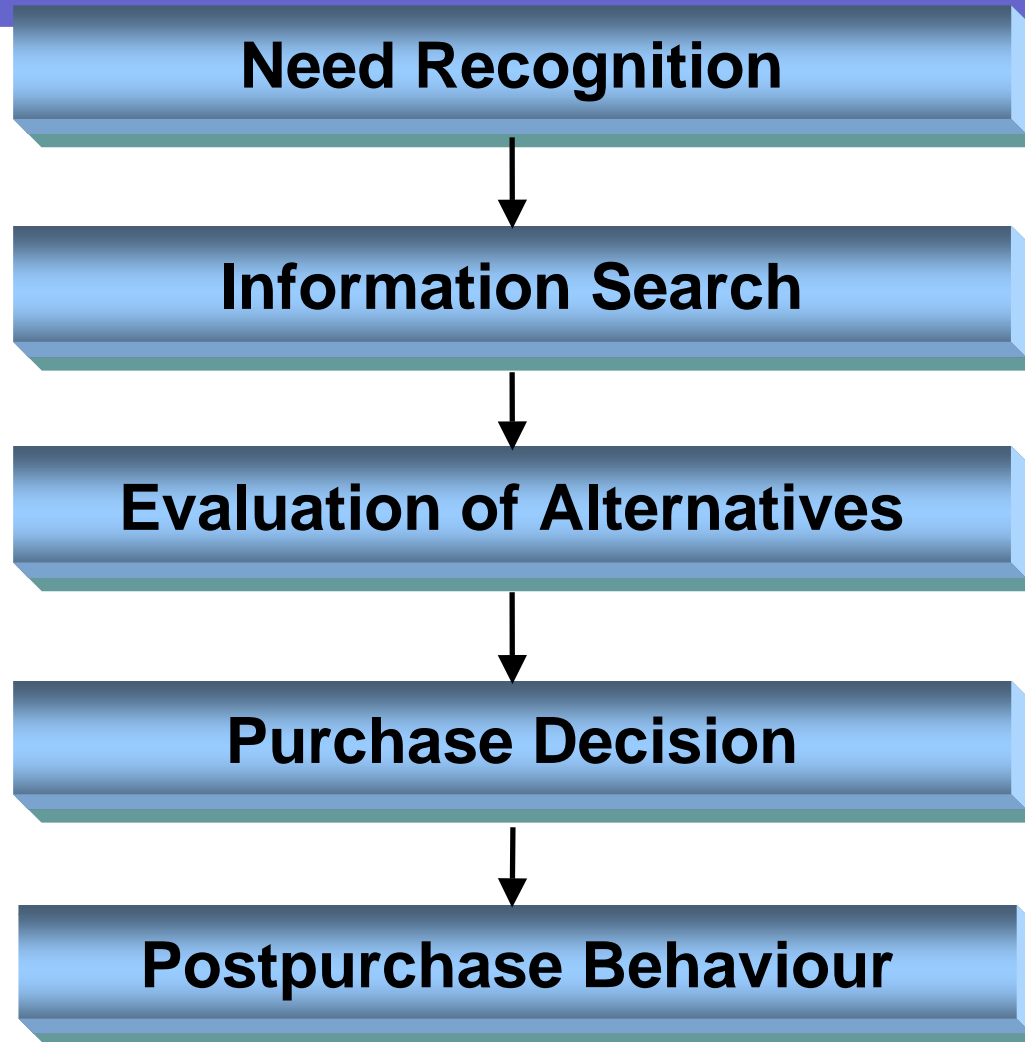 Need Recognition
Information Search
Evaluation of Alternatives
Purchase Decision
Postpurchase Behaviour